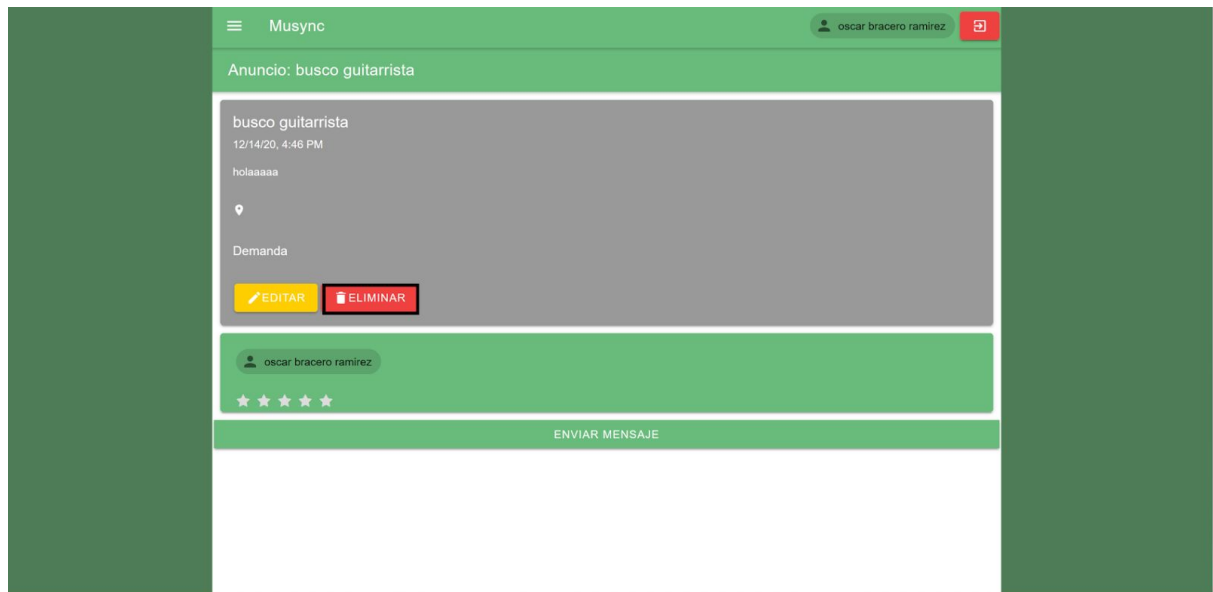 Musync
oscar bracero ramirez
Anuncio: busco guitarrista
busco guitarrista
12/14/20, 4:46 PM
holaaaaa
Demanda
EDITAR
ELIMINAR
oscar bracero ramirez
ENVIAR MENSAJE